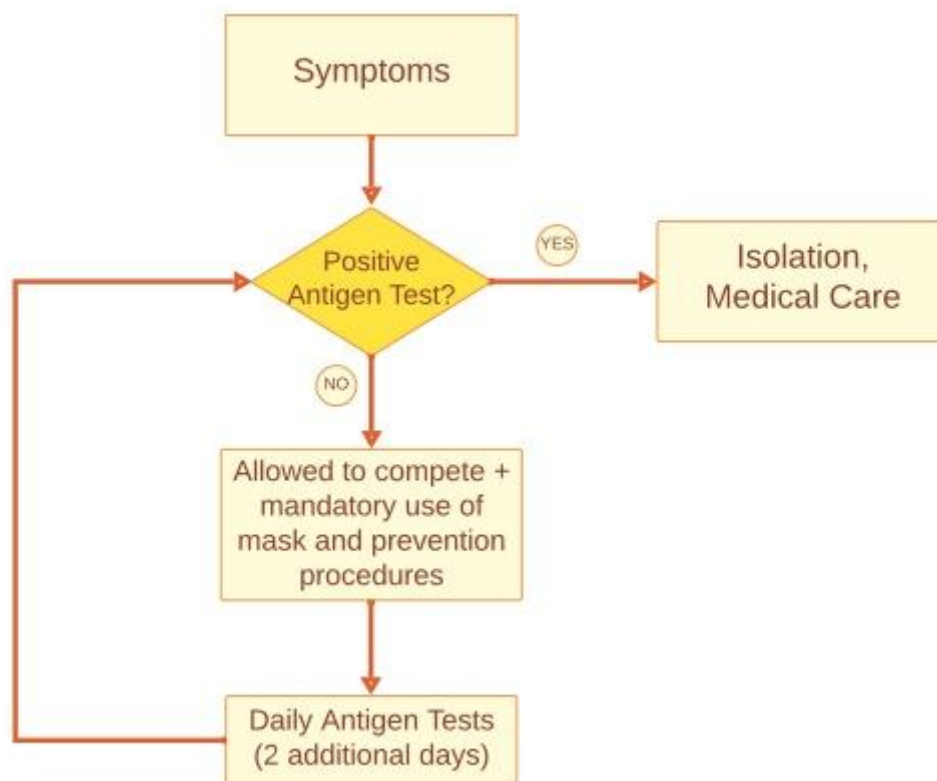 Symptoms
Positive
Antigen Test?
YES
Isolation,
Medical Care
NO
Allowed to compete +
mandatory use of
mask and prevention
procedures
Daily Antigen Tests
(2 additional days)